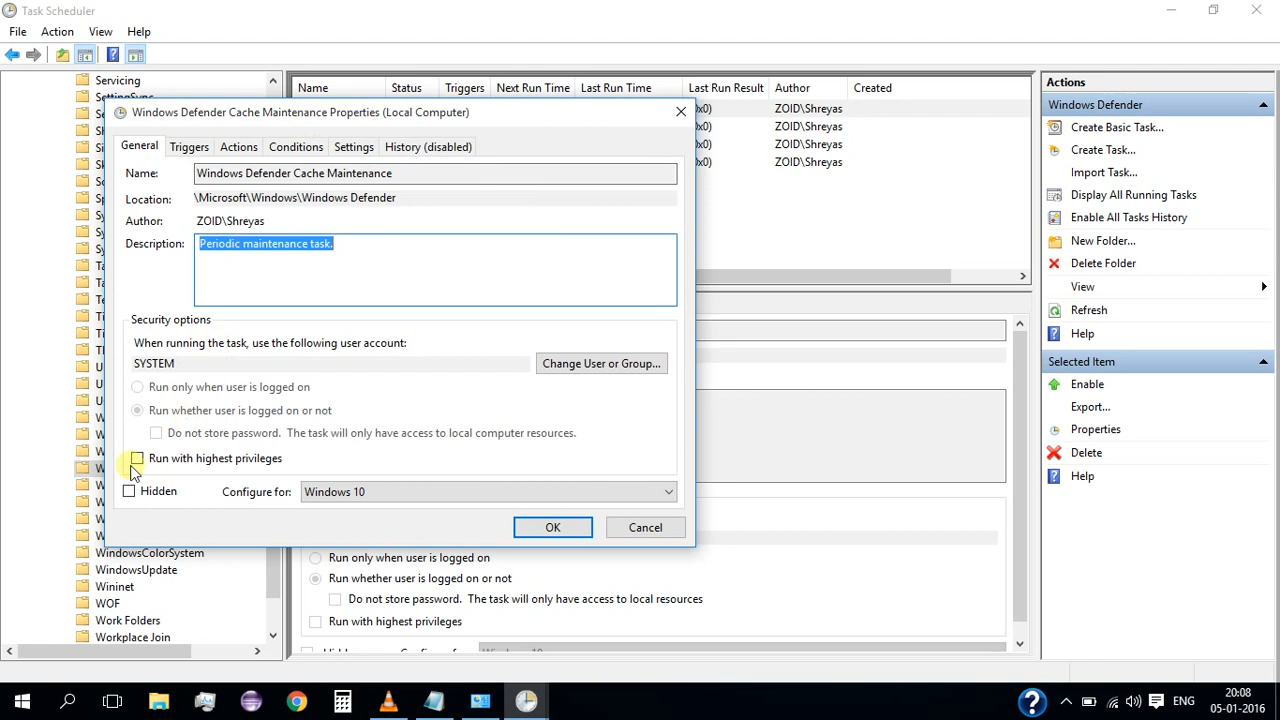 Task Scheduler
File Action View Help
Servicing
Name Status Triggers Next Run Time Last Run Time Last Run Result Author Created
ZOID\Shreyas
ZOID\Shreyas
ZOID\Shreyas
ZOID\Shreyas
Windows Defender Cache Maintenance Properties (Local Computer)
General Triggers Actions Conditions Settings History (disabled)
Name: Windows Defender Cache Maintenance
Location: \Microsoft\Windows\Windows Defender
Author: ZOID\Shreyas
Description: Periodic maintenance task.
Security options
When running the task, use the following user account:
SYSTEM Change User or Group...
Run only when user is logged on
Run whether user is logged on or not
Do not store password. The task will only have access to local computer resources.
Run with highest privileges
Hidden Configure for: Windows 10
OK Cancel
WindowsColorSystem
WindowsUpdate
Wininet
WOF
Work Folders
Workplace Join
Run only when user is logged on
Run whether user is logged on or not
Do not store password. The task will only have access to local resources
Run with highest privileges
Actions
Windows Defender
Create Basic Task...
Create Task...
Import Task...
Display All Running Tasks
Enable All Tasks History
New Folder...
Delete Folder
View
Refresh
Help
Selected Item
Enable
Export...
Properties
Delete
Help
ENG
20:08
05-01-2016